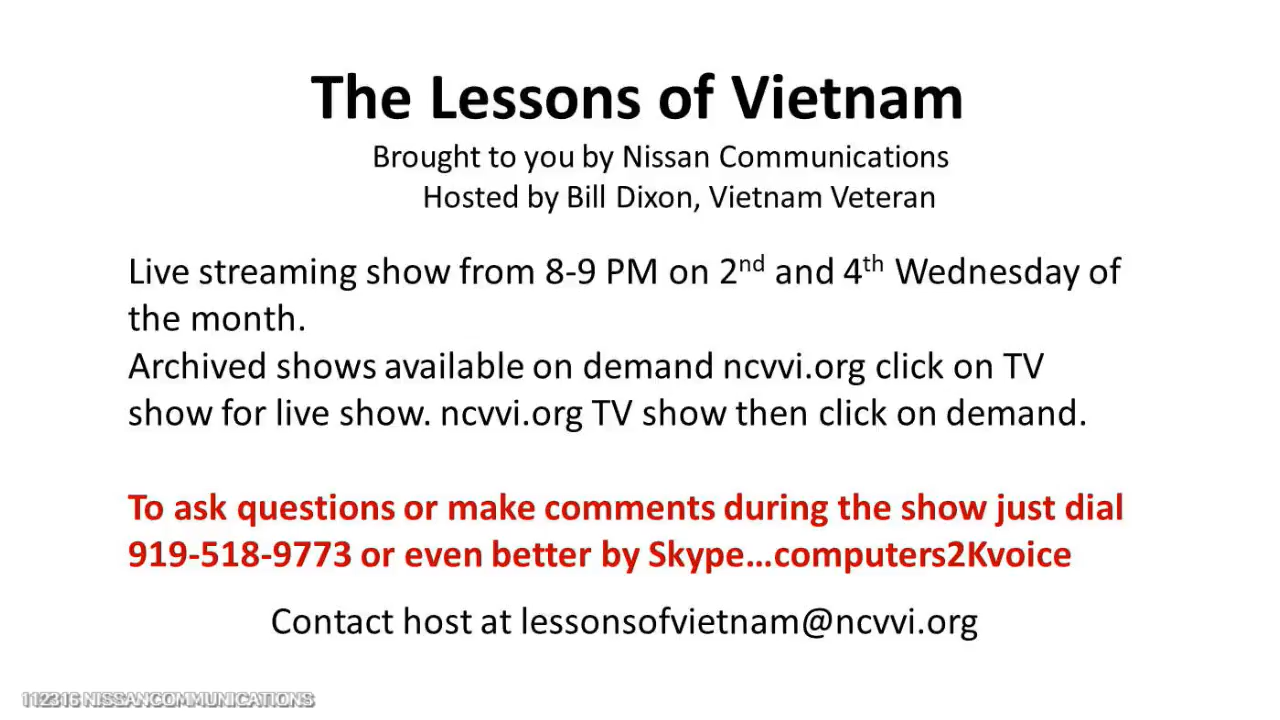 The Lessons of Vietnam
Brought to you by Nissan Communications
Hosted by Bill Dixon, Vietnam Veteran
Live streaming show from 8-9 PM on 2nd and 4th Wednesday of
the month.
Archived shows available on demand ncvvi.org click on TV
show for live show. ncvvi.org TV show then click on demand.
To ask questions or make comments during the show just dial
919-518-9773 or even better by Skype…computers2Kvoice
Contact host at lessonsofvietnam@ncvvi.org
112316 NISSANCOMMUNICATIONS